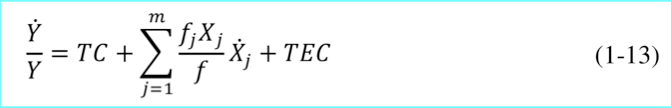 Ẏ/Y = TC + ∑_{j=1}^{m} (f_j X_j / f) Ẋ_j + TEC (1-13)